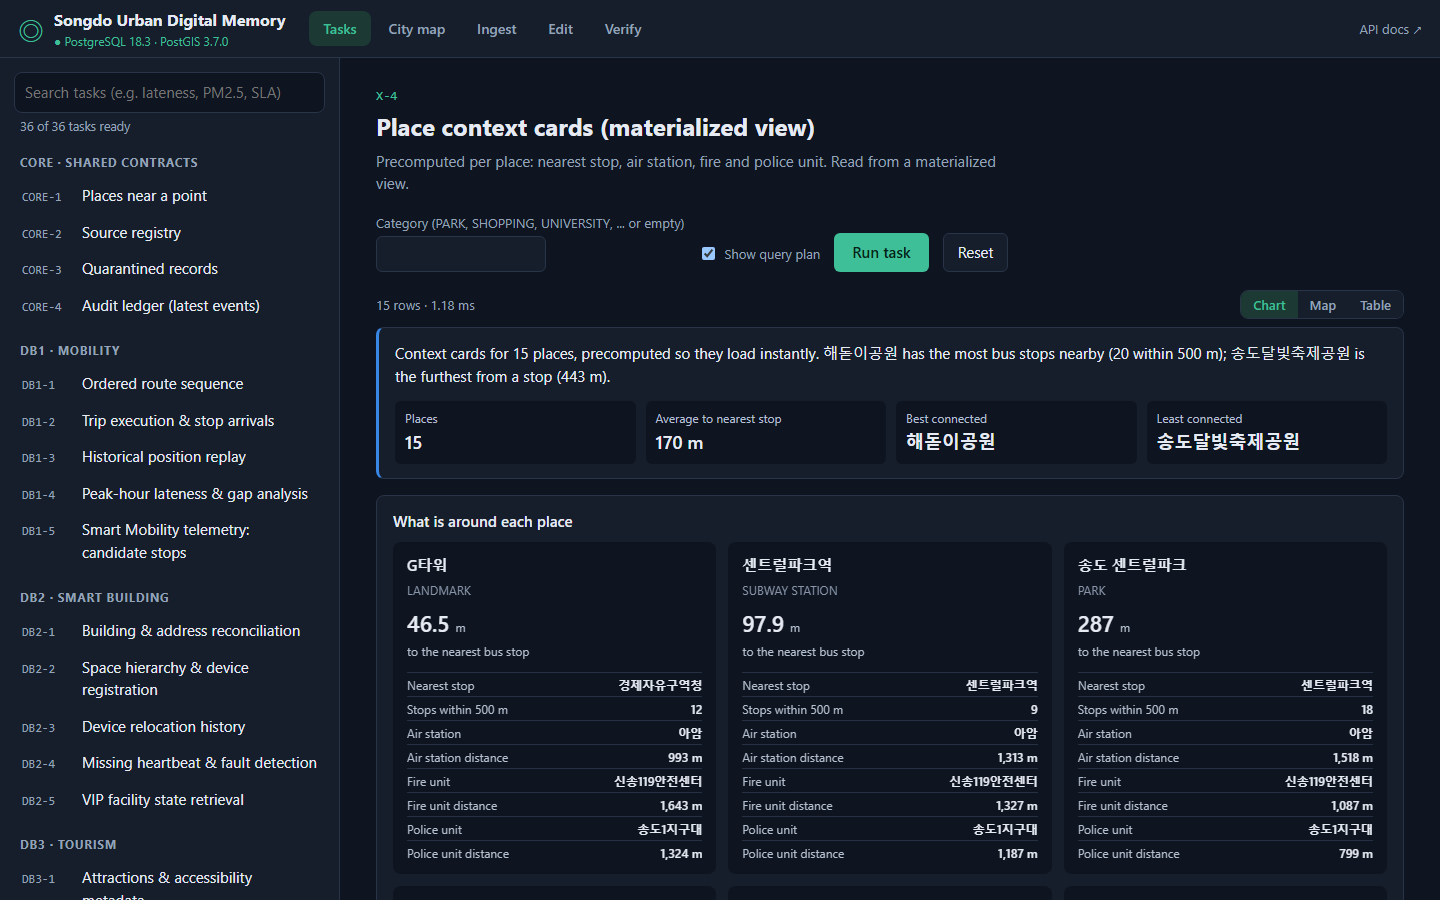 Songdo Urban Digital Memory
● PostgreSQL 18.3 · PostGIS 3.7.0
Tasks
City map
Ingest
Edit
Verify
API docs ↗
Search tasks (e.g. lateness, PM2.5, SLA)
36 of 36 tasks ready
CORE · SHARED CONTRACTS
CORE-1 Places near a point
CORE-2 Source registry
CORE-3 Quarantined records
CORE-4 Audit ledger (latest events)
DB1 · MOBILITY
DB1-1 Ordered route sequence
DB1-2 Trip execution & stop arrivals
DB1-3 Historical position replay
DB1-4 Peak-hour lateness & gap analysis
DB1-5 Smart Mobility telemetry:
candidate stops
DB2 · SMART BUILDING
DB2-1 Building & address reconciliation
DB2-2 Space hierarchy & device
registration
DB2-3 Device relocation history
DB2-4 Missing heartbeat & fault detection
DB2-5 VIP facility state retrieval
DB3 · TOURISM
DB3-1 Attractions & accessibility
metadata
X-4
Place context cards (materialized view)
Precomputed per place: nearest stop, air station, fire and police unit. Read from a materialized
view.
Category (PARK, SHOPPING, UNIVERSITY, ... or empty)
Show query plan
Run task
Reset
15 rows · 1.18 ms
Chart
Map
Table
Context cards for 15 places, precomputed so they load instantly. 해돋이공원 has the most bus stops nearby (20 within 500 m); 송도달빛축제공원 is
the furthest from a stop (443 m).
Places
15
Average to nearest stop
170 m
Best connected
해돋이공원
Least connected
송도달빛축제공원
What is around each place
G타워
LANDMARK
46.5 m
to the nearest bus stop
Nearest stop 경제자유구역청
Stops within 500 m 12
Air station 아암
Air station distance 993 m
Fire unit 신송119안전센터
Fire unit distance 1,643 m
Police unit 송도1지구대
Police unit distance 1,324 m
센트럴파크역
SUBWAY STATION
97.9 m
to the nearest bus stop
Nearest stop 센트럴파크역
Stops within 500 m 9
Air station 아암
Air station distance 1,313 m
Fire unit 신송119안전센터
Fire unit distance 1,327 m
Police unit 송도1지구대
Police unit distance 1,187 m
송도 센트럴파크
PARK
287 m
to the nearest bus stop
Nearest stop 센트럴파크역
Stops within 500 m 18
Air station 아암
Air station distance 1,518 m
Fire unit 신송119안전센터
Fire unit distance 1,087 m
Police unit 송도1지구대
Police unit distance 799 m